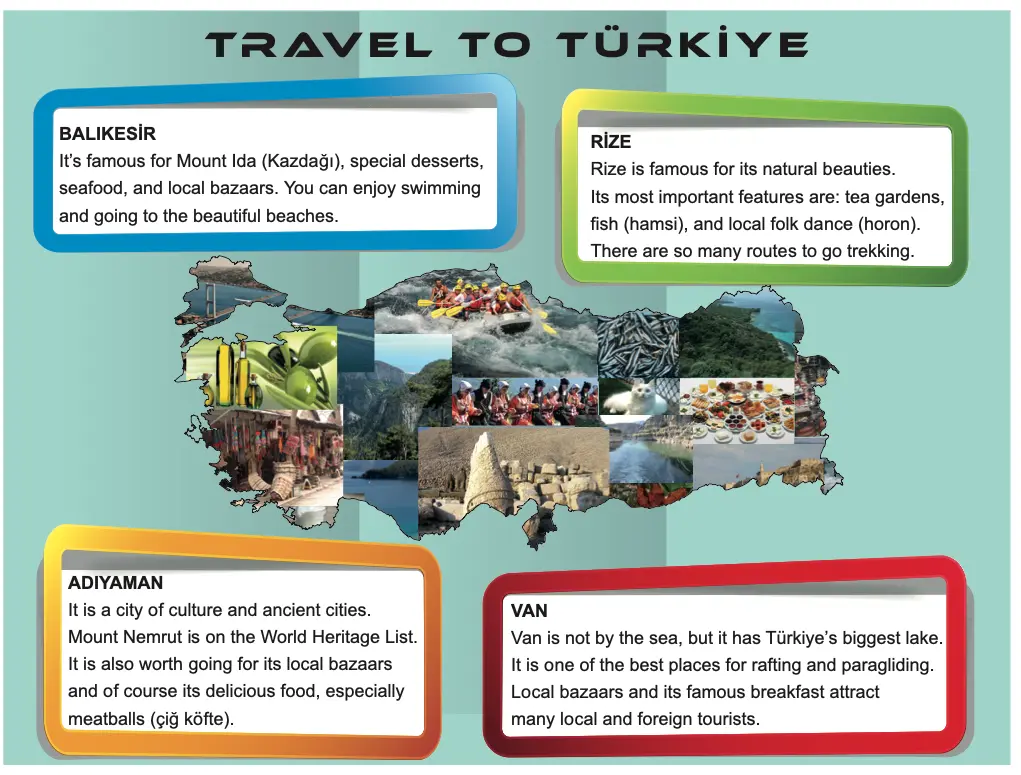 TRAVEL TO TÜRKİYE
BALIKESİR
It's famous for Mount Ida (Kazdağı), special desserts,
seafood, and local bazaars. You can enjoy swimming
and going to the beautiful beaches.
RİZE
Rize is famous for its natural beauties.
Its most important features are: tea gardens,
fish (hamsi), and local folk dance (horon).
There are so many routes to go trekking.
ADIYAMAN
It is a city of culture and ancient cities.
Mount Nemrut is on the World Heritage List.
It is also worth going for its local bazaars
and of course its delicious food, especially
meatballs (çiğ köfte).
VAN
Van is not by the sea, but it has Türkiye's biggest lake.
It is one of the best places for rafting and paragliding.
Local bazaars and its famous breakfast attract
many local and foreign tourists.